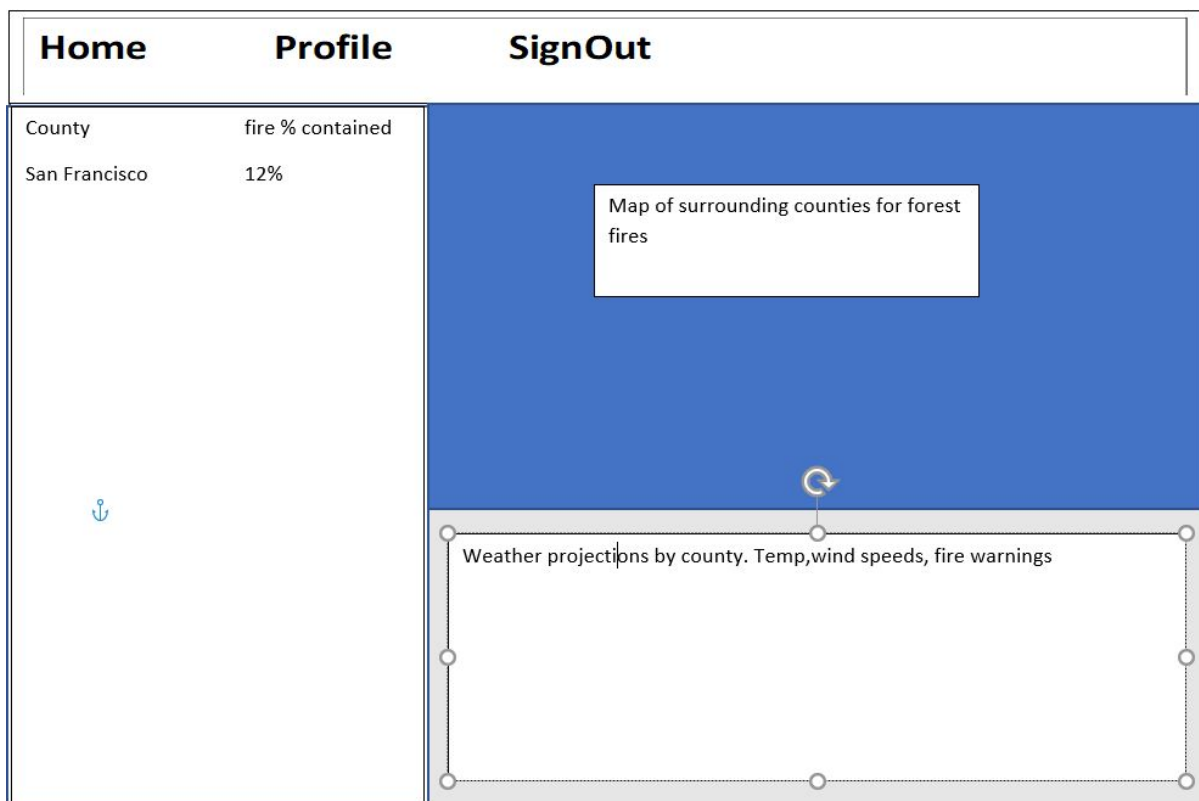 Home Profile SignOut
County fire % contained
San Francisco 12%
Map of surrounding counties for forest
fires
Weather projections by county. Temp,wind speeds, fire warnings